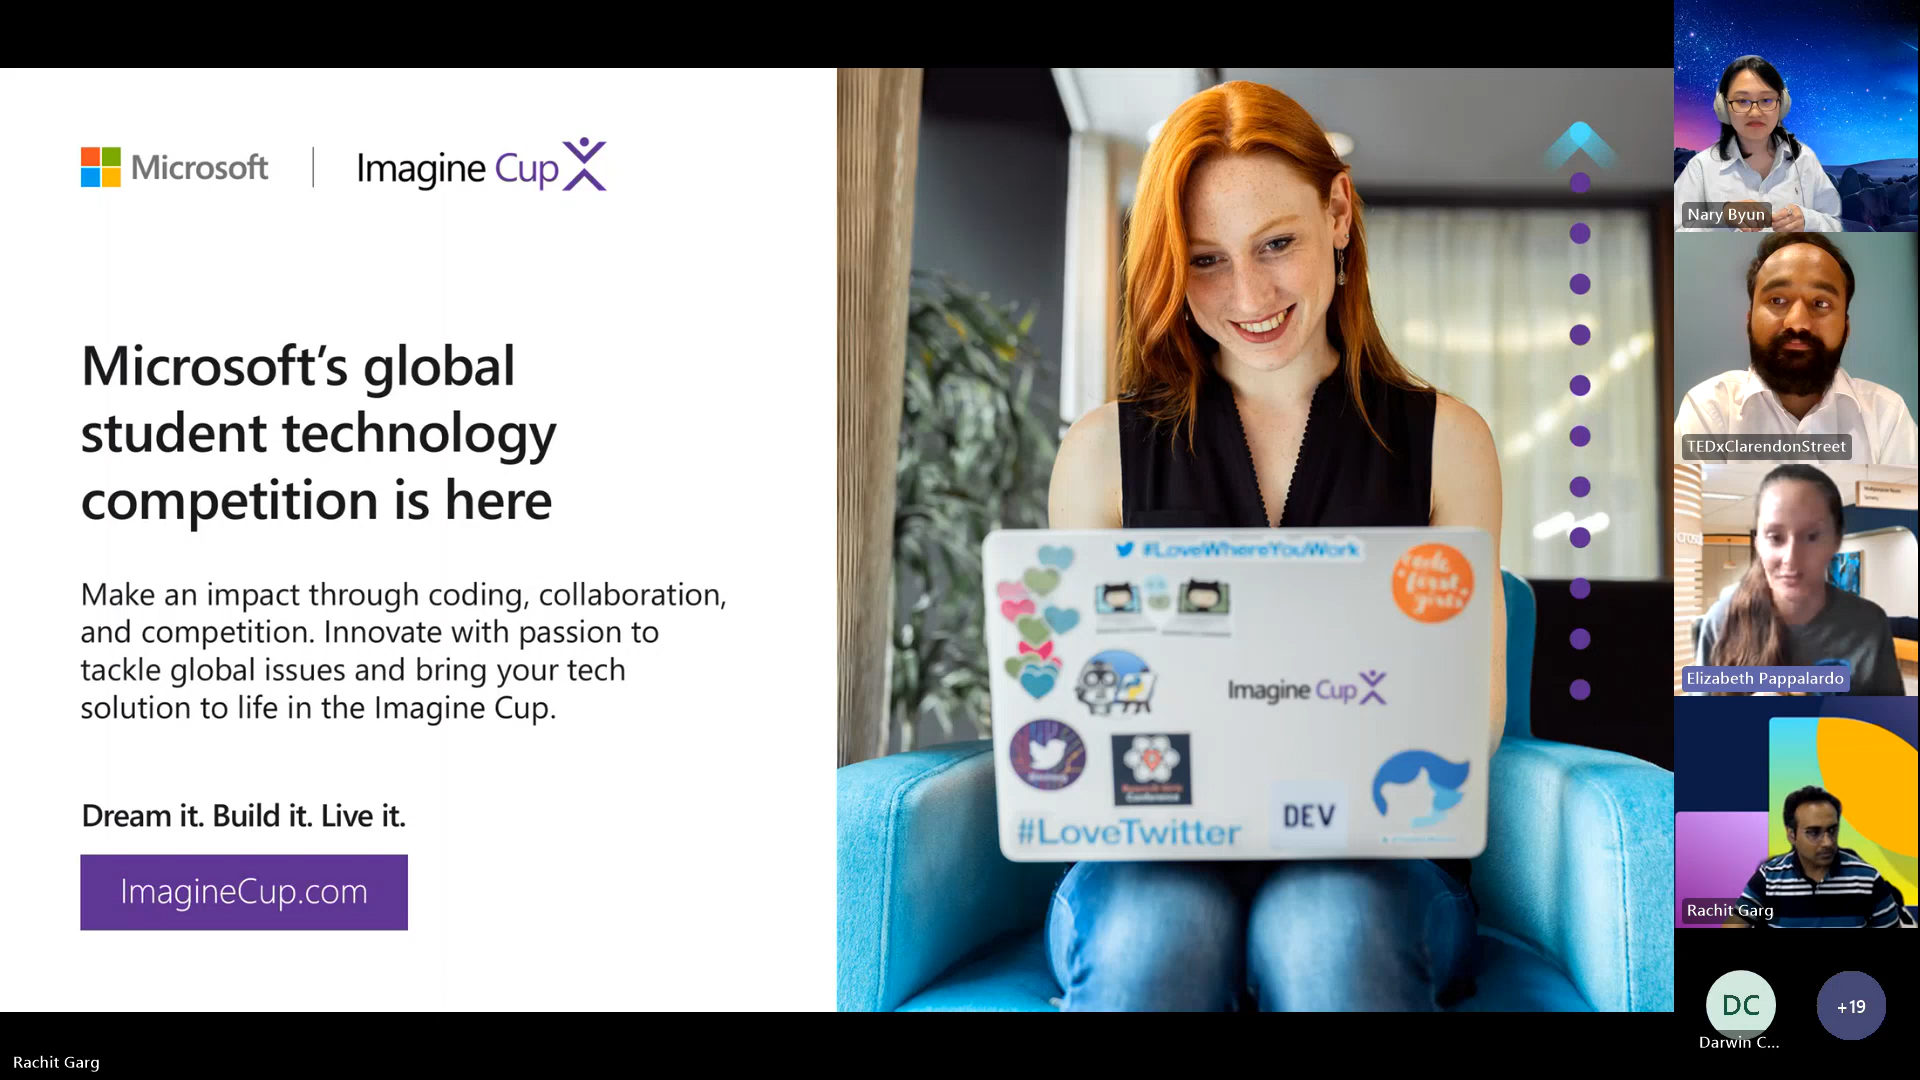 Microsoft
Imagine Cup
Microsoft's global
student technology
competition is here
Make an impact through coding, collaboration,
and competition. Innovate with passion to
tackle global issues and bring your tech
solution to life in the Imagine Cup.
Dream it. Build it. Live it.
ImagineCup.com
#LoveWhereYouWork
code
first
girls
Imagine Cup
DEV
#LoveTwitter
Nary Byun
TEDxClarendonStreet
Elizabeth Pappalardo
Rachit Garg
DC
Darwin C...
+19
Rachit Garg